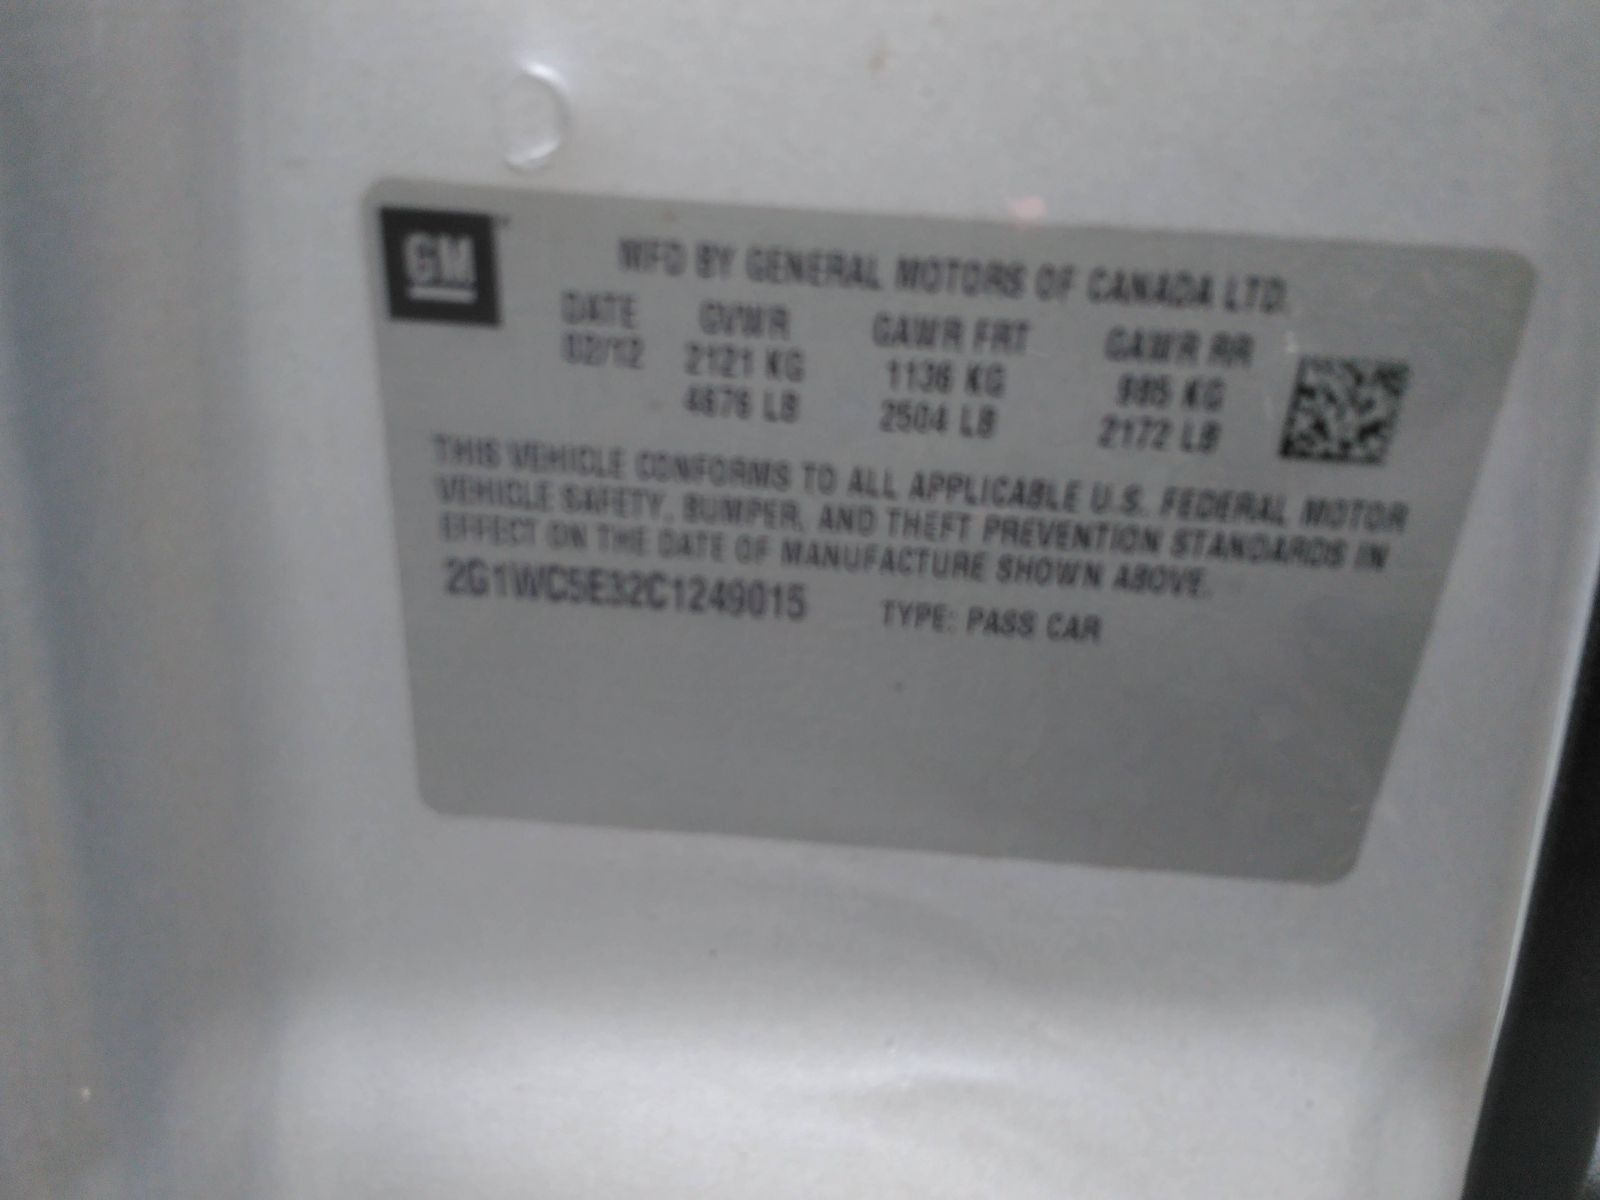 GM
MFD BY GENERAL MOTORS OF CANADA LTD.
DATE GVWR GAWR FRT GAWR RR
02/12 2121 KG 1136 KG 985 KG
4676 LB 2504 LB 2172 LB
THIS VEHICLE CONFORMS TO ALL APPLICABLE U.S. FEDERAL MOTOR
VEHICLE SAFETY, BUMPER, AND THEFT PREVENTION STANDARDS IN
EFFECT ON THE DATE OF MANUFACTURE SHOWN ABOVE.
2G1WC5E32C1249015 TYPE: PASS CAR